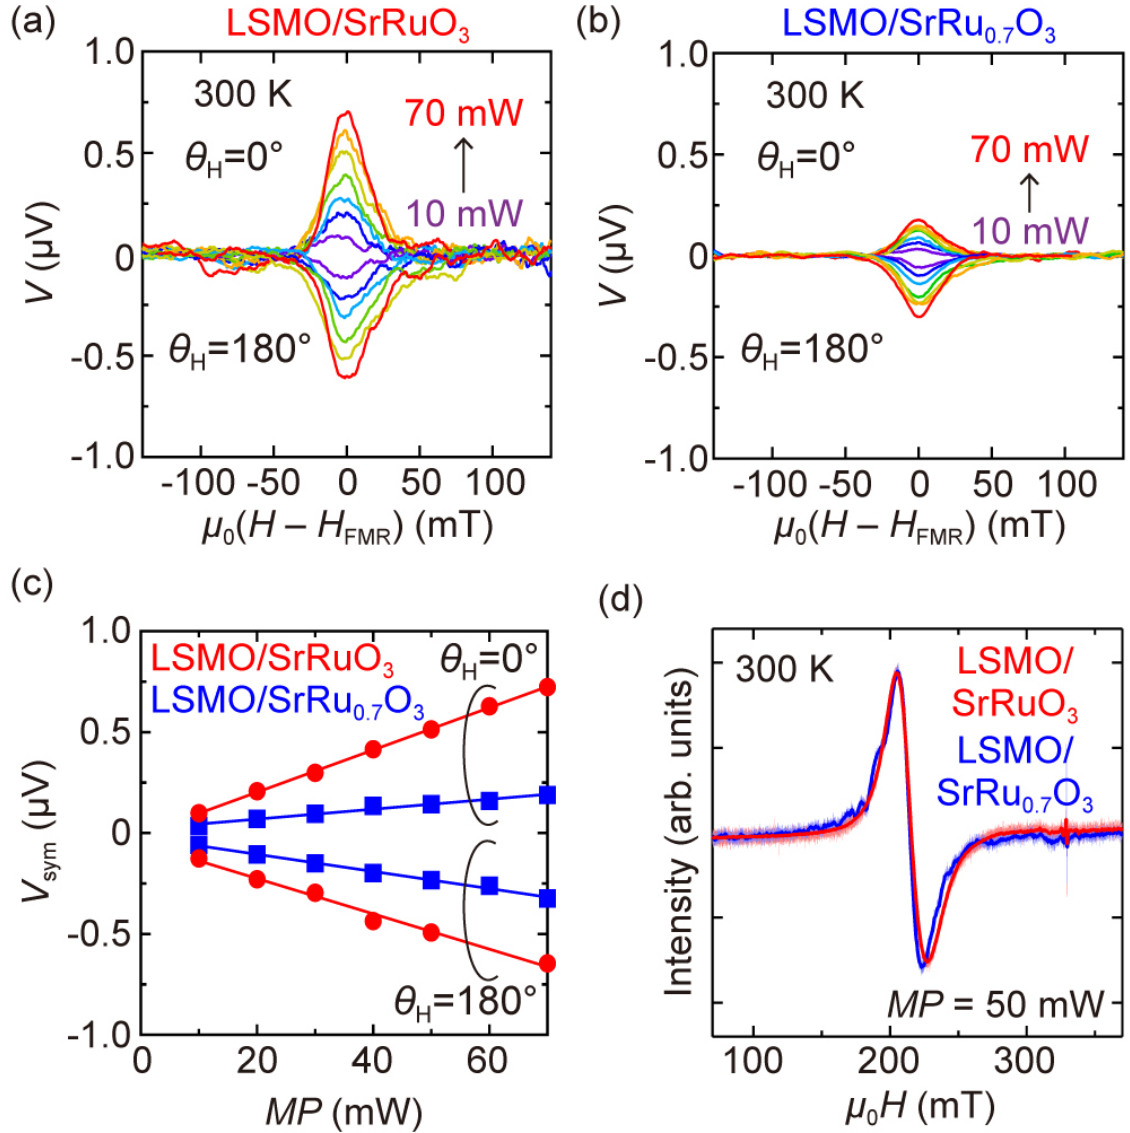 (a)
LSMO/SrRuO₃
1.0
0.5
0
-0.5
-1.0
V (μV)
300 K
θH=0°
70 mW
10 mW
θH=180°
-100 -50 0 50 100
μ₀(H – HFMR) (mT)
(b)
LSMO/SrRu₀.₇O₃
1.0
0.5
0
-0.5
-1.0
V (μV)
300 K
θH=0°
70 mW
10 mW
θH=180°
-100 -50 0 50 100
μ₀(H – HFMR) (mT)
(c)
1.0
0.5
0
-0.5
-1.0
Vsym (μV)
LSMO/SrRuO₃
LSMO/SrRu₀.₇O₃
θH=0°
θH=180°
0 20 40 60
MP (mW)
(d)
Intensity (arb. units)
300 K
LSMO/
SrRuO₃
LSMO/
SrRu₀.₇O₃
MP = 50 mW
100 200 300
μ₀H (mT)